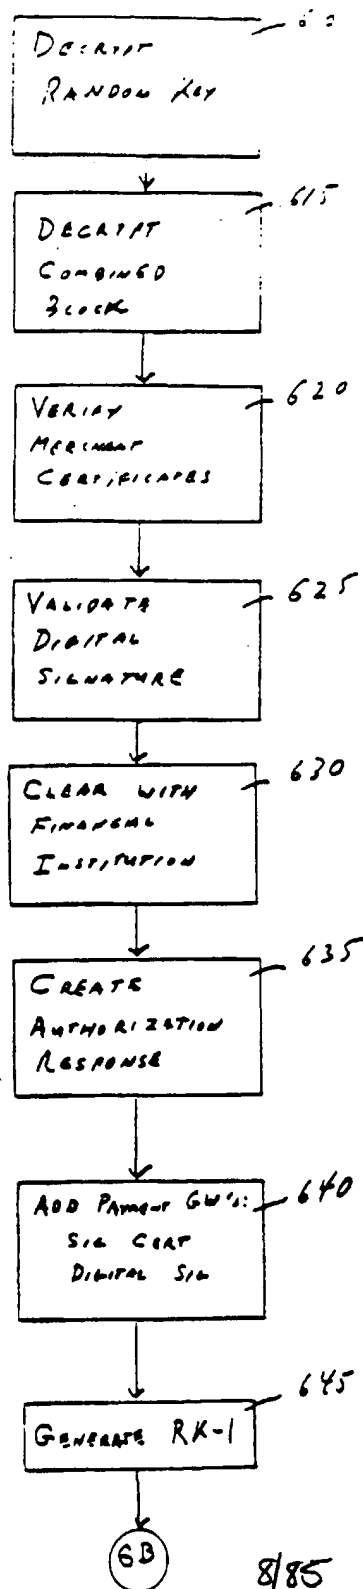 DECRYPT
RANDOM KEY
615
DECRYPT
COMBINED
BLOCK
620
VERIFY
MERCHANT
CERTIFICATES
625
VALIDATE
DIGITAL
SIGNATURE
630
CLEAR WITH
FINANCIAL
INSTITUTION
635
CREATE
AUTHORIZATION
RESPONSE
640
ADD PAYMENT GW'S:
SIG CERT
DIGITAL SIG
645
GENERATE RK-1
6B
8/85